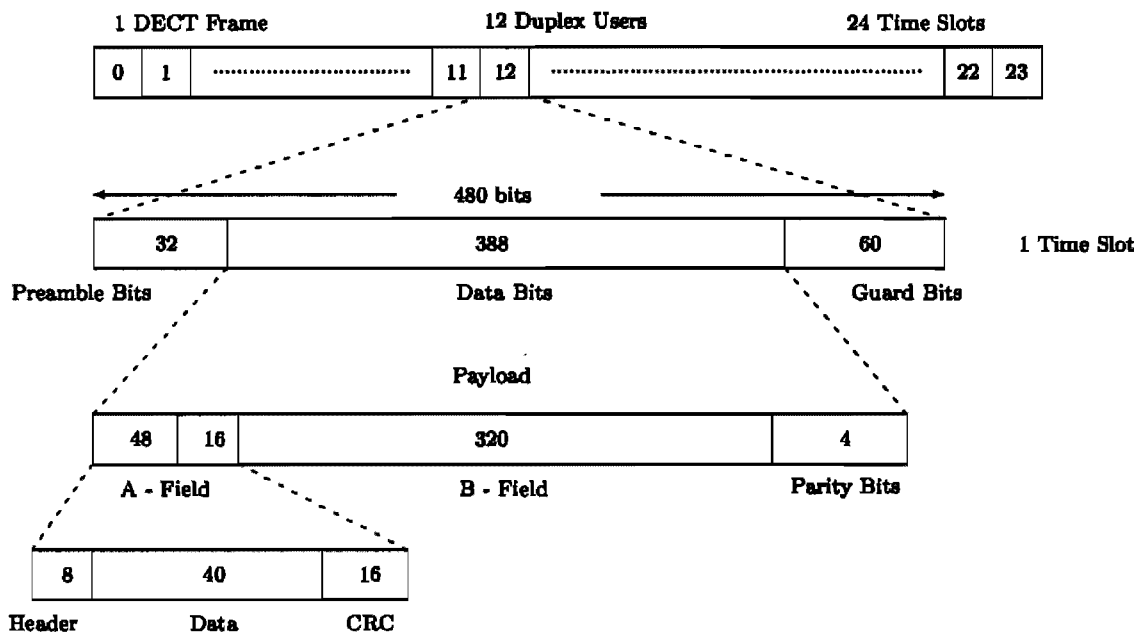 1 DECT Frame 12 Duplex Users 24 Time Slots
0 1 11 12 22 23
480 bits
32 388 60 1 Time Slot
Preamble Bits Data Bits Guard Bits
Payload
48 16 320 4
A - Field B - Field Parity Bits
8 40 16
Header Data CRC